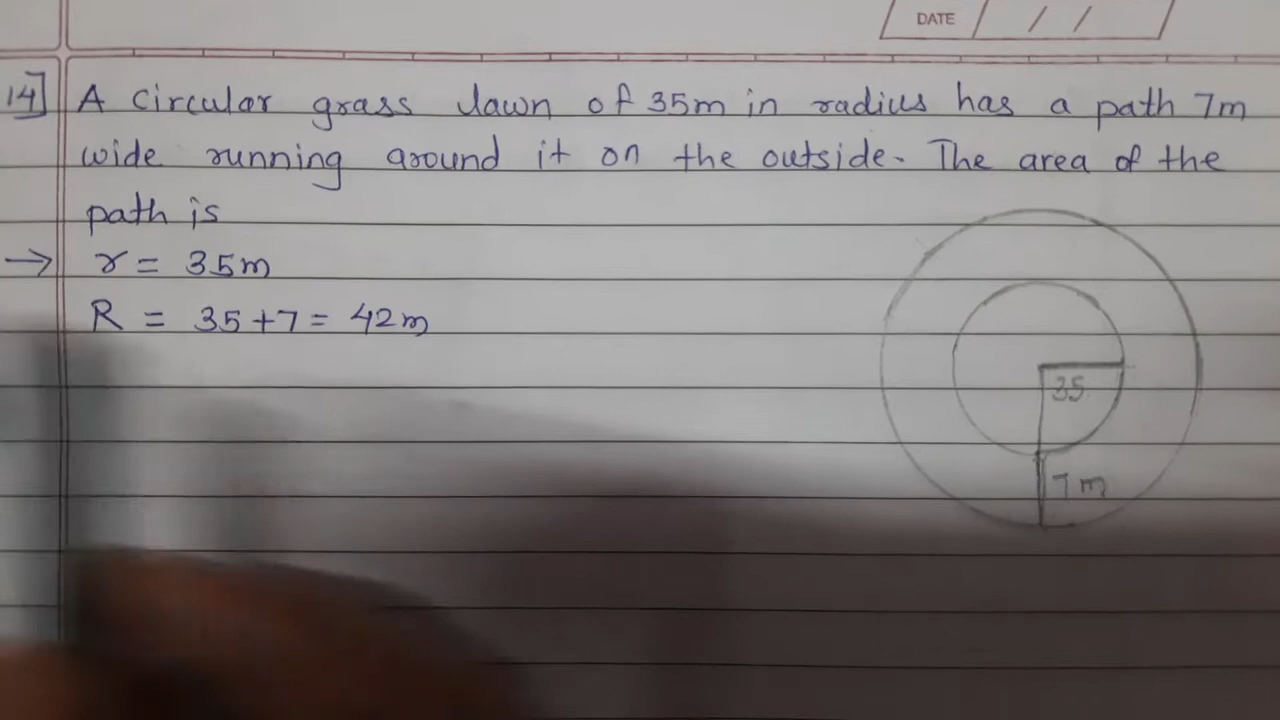 DATE / /
14] A circular grass lawn of 35m in radius has a path 7m
wide running around it on the outside. The area of the
path is
→ r = 35m
R = 35+7 = 42m
35
7m